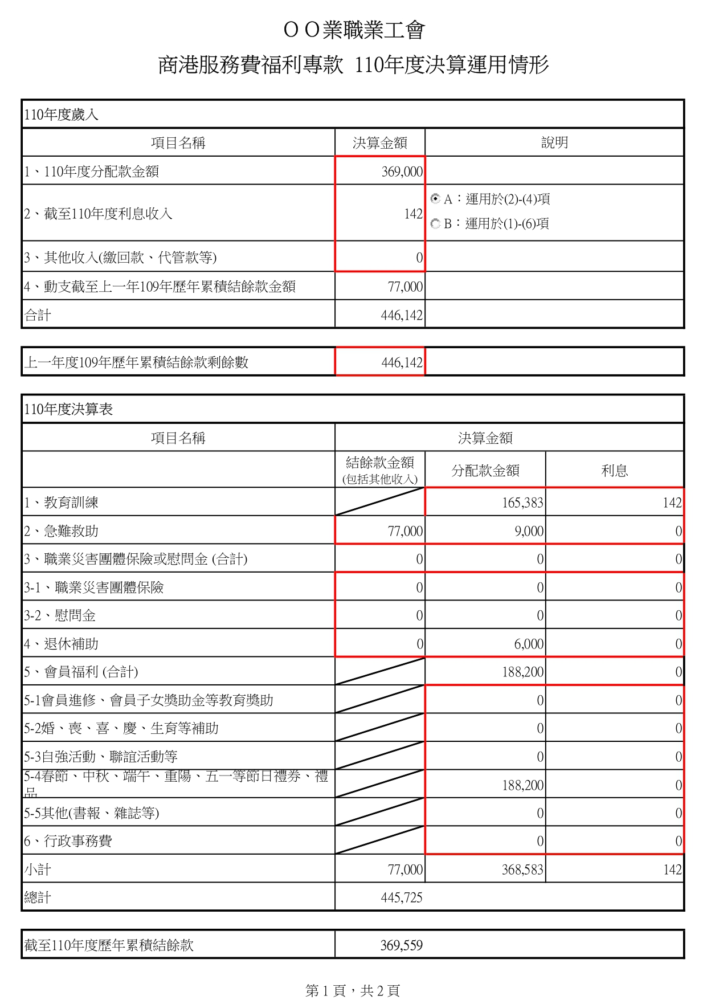 ＯＯ業職業工會
商港服務費福利專款 110年度決算運用情形
110年度歲入
項目名稱 決算金額 說明
1、110年度分配款金額 369,000
2、截至110年度利息收入 142 A：運用於(2)-(4)項
B：運用於(1)-(6)項
3、其他收入(繳回款、代管款等) 0
4、動支截至上一年109年歷年累積結餘款金額 77,000
合計 446,142
上一年度109年歷年累積結餘款剩餘數 446,142
110年度決算表
項目名稱 決算金額
結餘款金額 分配款金額 利息
(包括其他收入)
1、教育訓練 165,383 142
2、急難救助 77,000 9,000 0
3、職業災害團體保險或慰問金 (合計) 0 0 0
3-1、職業災害團體保險 0 0 0
3-2、慰問金 0 0 0
4、退休補助 0 6,000 0
5、會員福利 (合計) 188,200 0
5-1會員進修、會員子女獎助金等教育獎助 0 0
5-2婚、喪、喜、慶、生育等補助 0 0
5-3自強活動、聯誼活動等 0 0
5-4春節、中秋、端午、重陽、五一等節日禮券、禮
品 188,200 0
5-5其他(書報、雜誌等) 0 0
6、行政事務費 0 0
小計 77,000 368,583 142
總計 445,725
截至110年度歷年累積結餘款 369,559
第 1 頁，共 2 頁